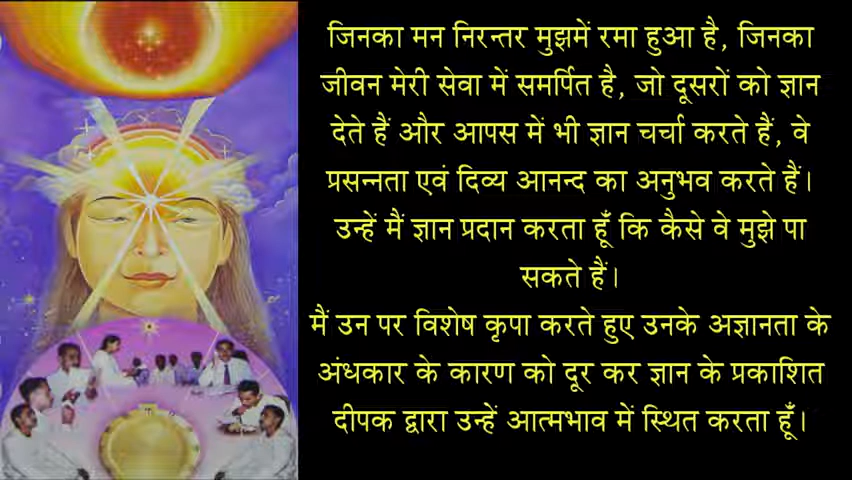 जिनका मन निरन्तर मुझमें रमा हुआ है, जिनका
जीवन मेरी सेवा में समर्पित है, जो दूसरों को ज्ञान
देते हैं और आपस में भी ज्ञान चर्चा करते हैं, वे
प्रसन्नता एवं दिव्य आनन्द का अनुभव करते हैं।
उन्हें मैं ज्ञान प्रदान करता हूँ कि कैसे वे मुझे पा
सकते हैं।
मैं उन पर विशेष कृपा करते हुए उनके अज्ञानता के
अंधकार के कारण को दूर कर ज्ञान के प्रकाशित
दीपक द्वारा उन्हें आत्मभाव में स्थित करता हूँ।